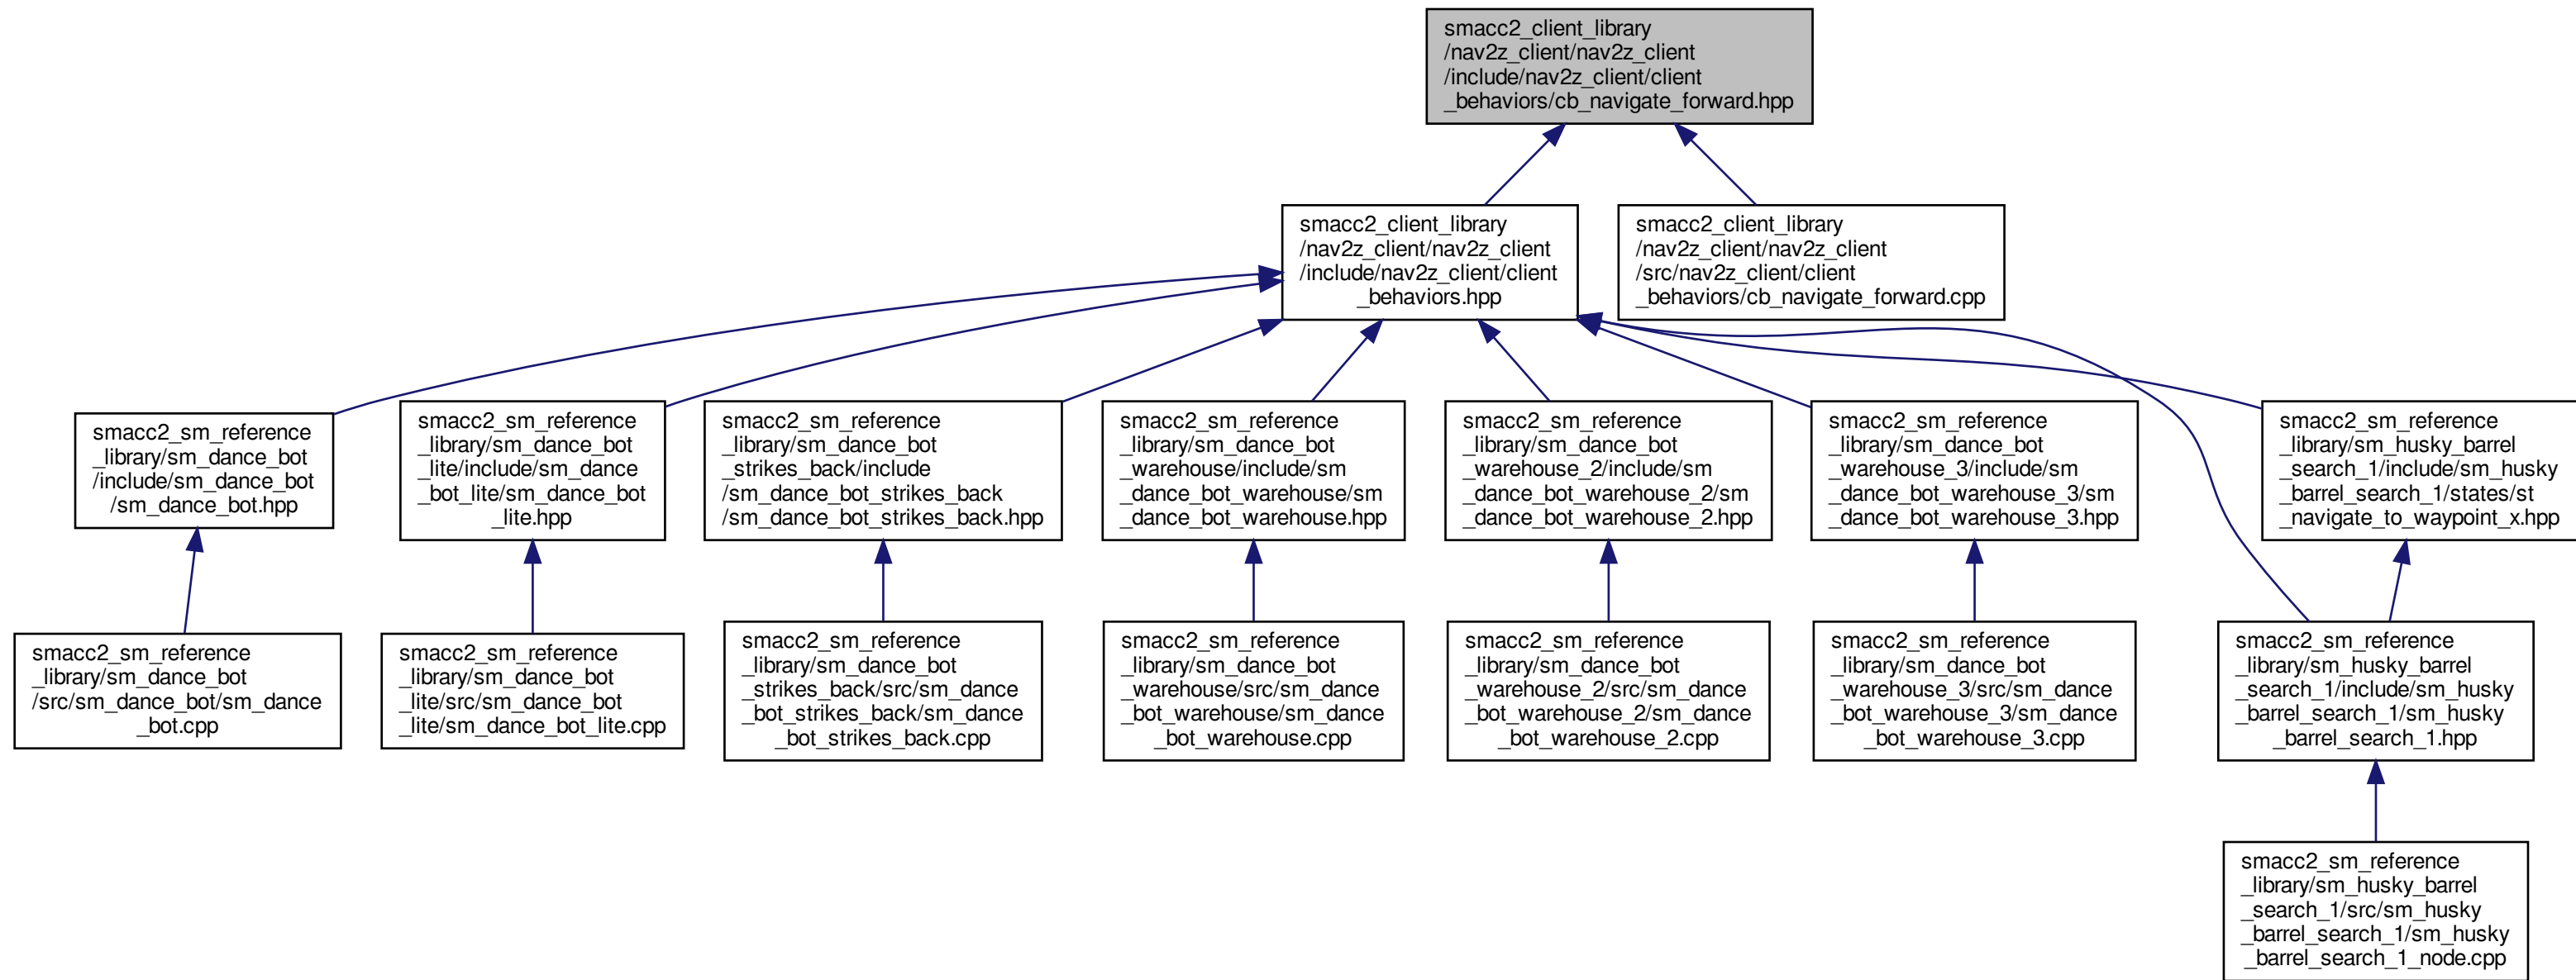 smacc2_client_library
/nav2z_client/nav2z_client
/include/nav2z_client/client
_behaviors/cb_navigate_forward.hpp
smacc2_client_library
/nav2z_client/nav2z_client
/include/nav2z_client/client
_behaviors.hpp
smacc2_client_library
/nav2z_client/nav2z_client
/src/nav2z_client/client
_behaviors/cb_navigate_forward.cpp
smacc2_sm_reference
_library/sm_dance_bot
/include/sm_dance_bot
/sm_dance_bot.hpp
smacc2_sm_reference
_library/sm_dance_bot
_lite/include/sm_dance
_bot_lite/sm_dance_bot
_lite.hpp
smacc2_sm_reference
_library/sm_dance_bot
_strikes_back/include
/sm_dance_bot_strikes_back
/sm_dance_bot_strikes_back.hpp
smacc2_sm_reference
_library/sm_dance_bot
_warehouse/include/sm
_dance_bot_warehouse/sm
_dance_bot_warehouse.hpp
smacc2_sm_reference
_library/sm_dance_bot
_warehouse_2/include/sm
_dance_bot_warehouse_2/sm
_dance_bot_warehouse_2.hpp
smacc2_sm_reference
_library/sm_dance_bot
_warehouse_3/include/sm
_dance_bot_warehouse_3/sm
_dance_bot_warehouse_3.hpp
smacc2_sm_reference
_library/sm_husky_barrel
_search_1/include/sm_husky
_barrel_search_1/states/st
_navigate_to_waypoint_x.hpp
smacc2_sm_reference
_library/sm_dance_bot
/src/sm_dance_bot/sm_dance
_bot.cpp
smacc2_sm_reference
_library/sm_dance_bot
_lite/src/sm_dance_bot
_lite/sm_dance_bot_lite.cpp
smacc2_sm_reference
_library/sm_dance_bot
_strikes_back/src/sm_dance
_bot_strikes_back/sm_dance
_bot_strikes_back.cpp
smacc2_sm_reference
_library/sm_dance_bot
_warehouse/src/sm_dance
_bot_warehouse/sm_dance
_bot_warehouse.cpp
smacc2_sm_reference
_library/sm_dance_bot
_warehouse_2/src/sm_dance
_bot_warehouse_2/sm_dance
_bot_warehouse_2.cpp
smacc2_sm_reference
_library/sm_dance_bot
_warehouse_3/src/sm_dance
_bot_warehouse_3/sm_dance
_bot_warehouse_3.cpp
smacc2_sm_reference
_library/sm_husky_barrel
_search_1/include/sm_husky
_barrel_search_1/sm_husky
_barrel_search_1.hpp
smacc2_sm_reference
_library/sm_husky_barrel
_search_1/src/sm_husky
_barrel_search_1/sm_husky
_barrel_search_1_node.cpp